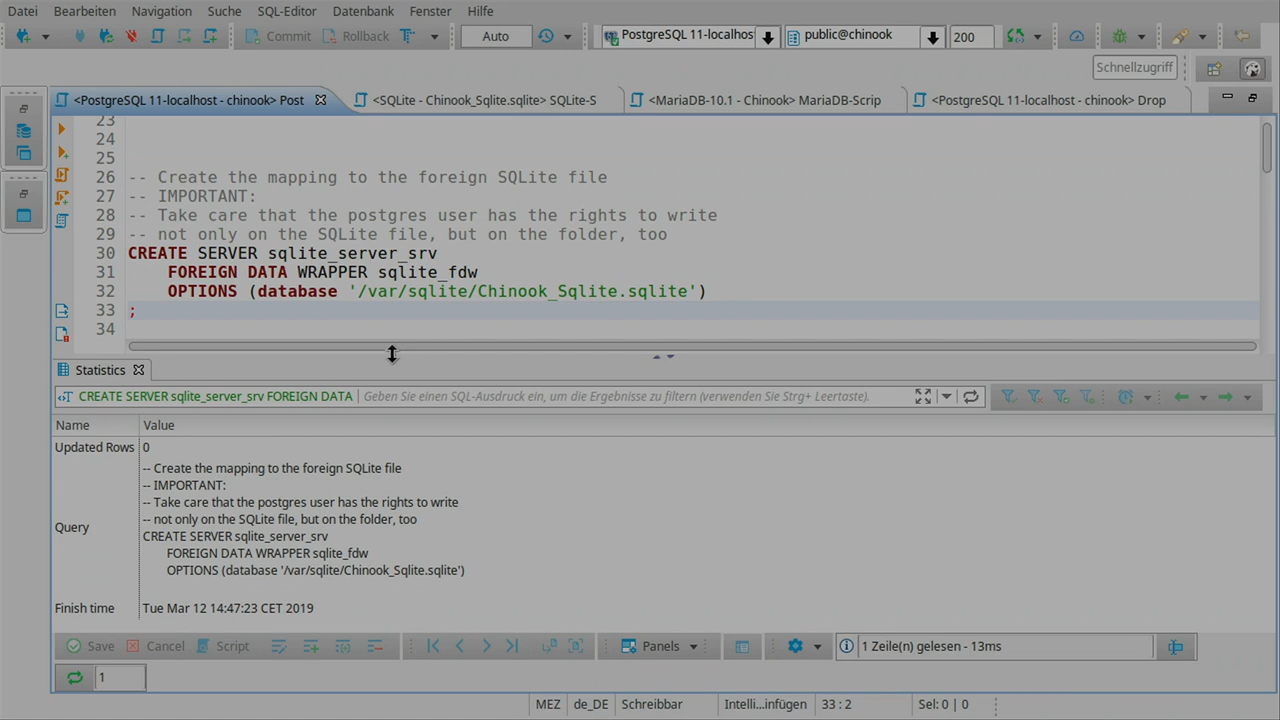 Datei Bearbeiten Navigation Suche SQL-Editor Datenbank Fenster Hilfe
Commit Rollback Auto PostgreSQL 11-localhos public@chinook 200
Schnellzugriff
<PostgreSQL 11-localhost - chinook> Post <SQLite - Chinook_Sqlite.sqlite> SQLite-S <MariaDB-10.1 - Chinook> MariaDB-Scrip <PostgreSQL 11-localhost - chinook> Drop
23
24
25
26 -- Create the mapping to the foreign SQLite file
27 -- IMPORTANT:
28 -- Take care that the postgres user has the rights to write
29 -- not only on the SQLite file, but on the folder, too
30 CREATE SERVER sqlite_server_srv
31 FOREIGN DATA WRAPPER sqlite_fdw
32 OPTIONS (database '/var/sqlite/Chinook_Sqlite.sqlite')
33 ;
34
Statistics
CREATE SERVER sqlite_server_srv FOREIGN DATA Geben Sie einen SQL-Ausdruck ein, um die Ergebnisse zu filtern (verwenden Sie Strg+ Leertaste).
Name Value
Updated Rows 0
-- Create the mapping to the foreign SQLite file
-- IMPORTANT:
-- Take care that the postgres user has the rights to write
-- not only on the SQLite file, but on the folder, too
Query CREATE SERVER sqlite_server_srv
FOREIGN DATA WRAPPER sqlite_fdw
OPTIONS (database '/var/sqlite/Chinook_Sqlite.sqlite')
Finish time Tue Mar 12 14:47:23 CET 2019
Save Cancel Script Panels 1 Zeile(n) gelesen - 13ms
1
MEZ de_DE Schreibbar Intelli...infügen 33 : 2 Sel: 0 | 0